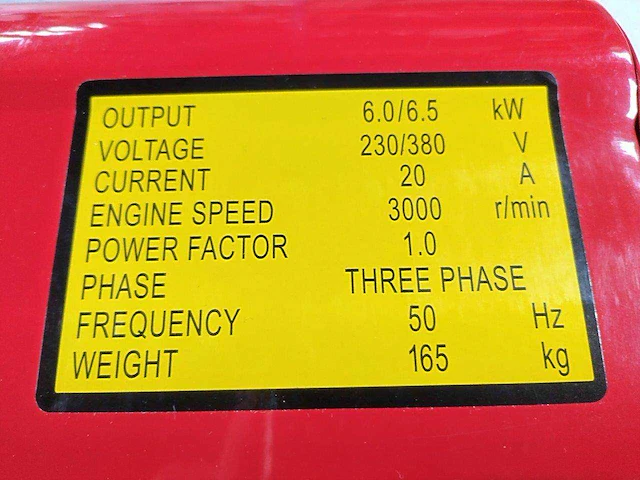 OUTPUT 6.0/6.5 kW
VOLTAGE 230/380 V
CURRENT 20 A
ENGINE SPEED 3000 r/min
POWER FACTOR 1.0
PHASE THREE PHASE
FREQUENCY 50 Hz
WEIGHT 165 kg